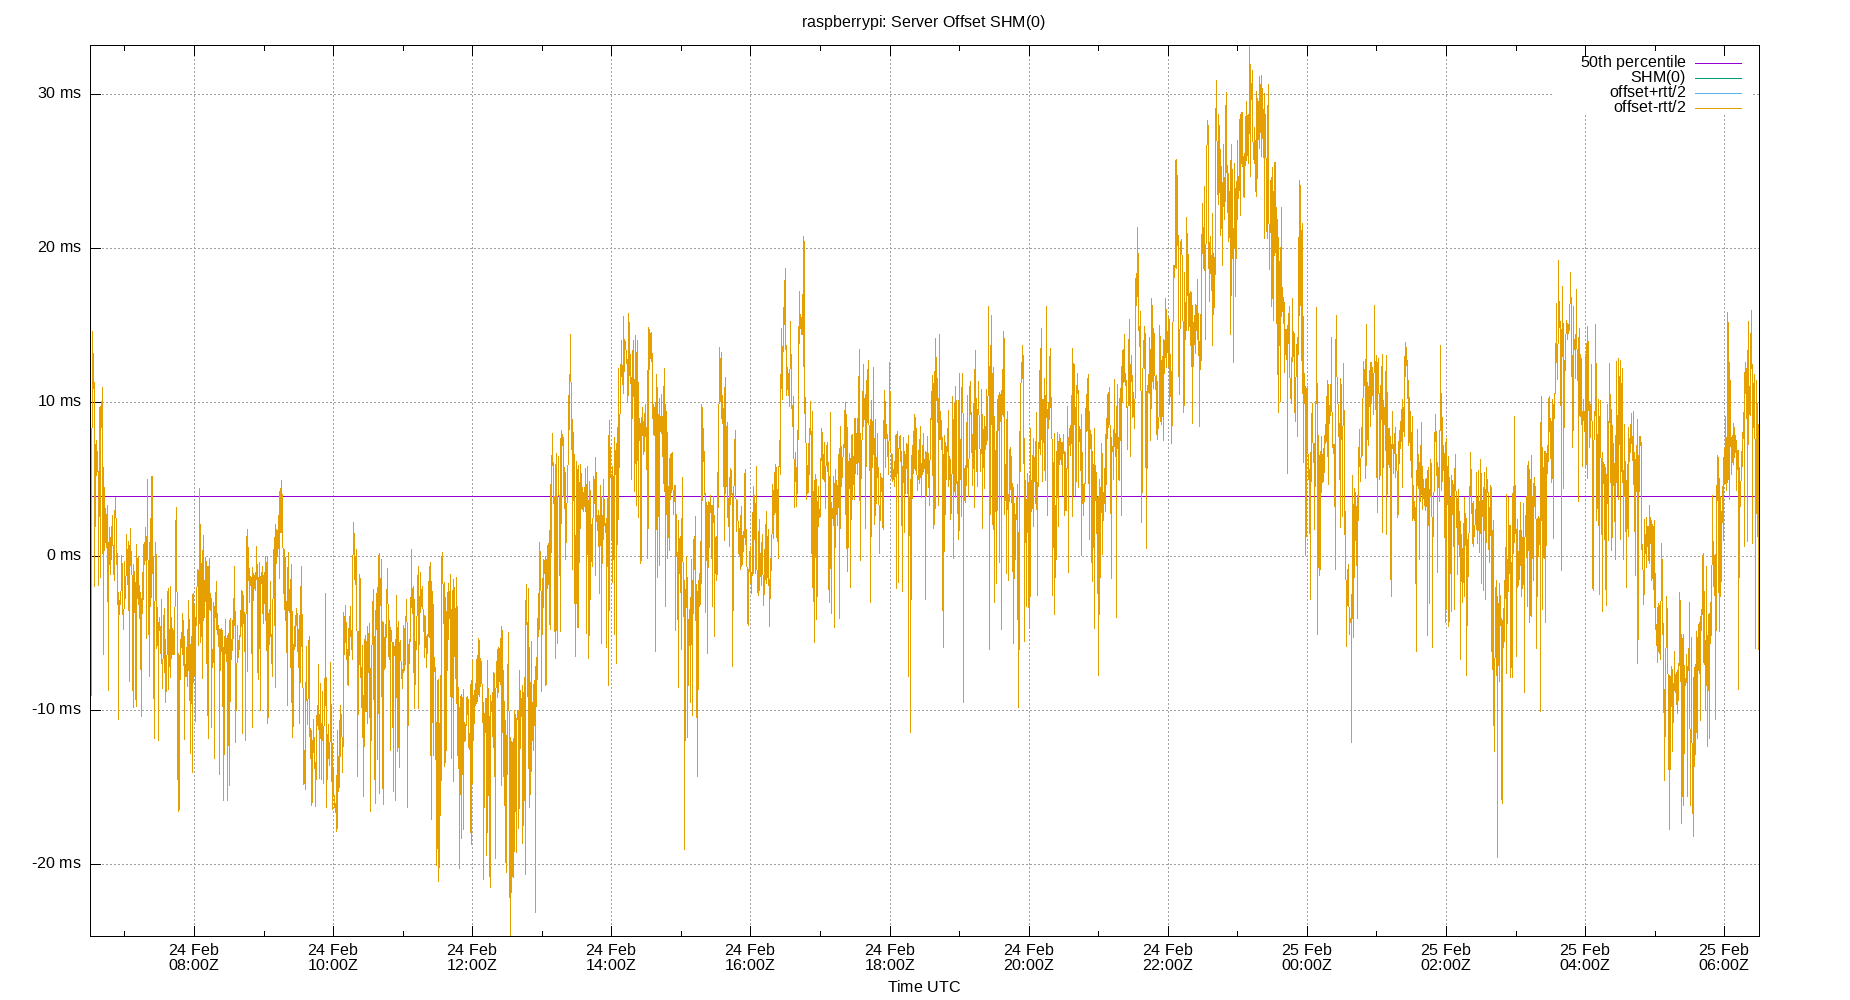 raspberrypi: Server Offset SHM(0)
50th percentile
SHM(0)
offset+rtt/2
offset-rtt/2
30 ms
20 ms
10 ms
0 ms
-10 ms
-20 ms
24 Feb 24 Feb 24 Feb 24 Feb 24 Feb 24 Feb 24 Feb 24 Feb 25 Feb 25 Feb 25 Feb 25 Feb
08:00Z 10:00Z 12:00Z 14:00Z 16:00Z 18:00Z 20:00Z 22:00Z 00:00Z 02:00Z 04:00Z 06:00Z
Time UTC